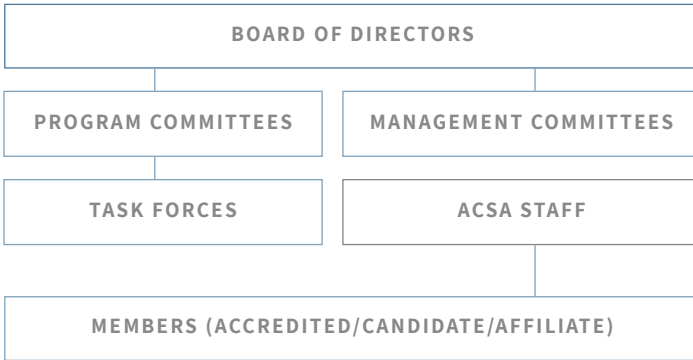 BOARD OF DIRECTORS
PROGRAM COMMITTEES
MANAGEMENT COMMITTEES
TASK FORCES
ACSA STAFF
MEMBERS (ACCREDITED/CANDIDATE/AFFILIATE)